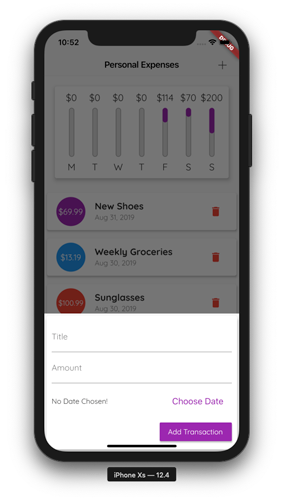 10:52
DEBUG
Personal Expenses
$0 $0 $0 $0 $114 $70 $200
M T W T F S S
$69.99 New Shoes
Aug 31, 2019
$13.19 Weekly Groceries
Aug 30, 2019
$100.99 Sunglasses
Aug 30, 2019
Title
Amount
No Date Chosen! Choose Date
Add Transaction
iPhone Xs — 12.4